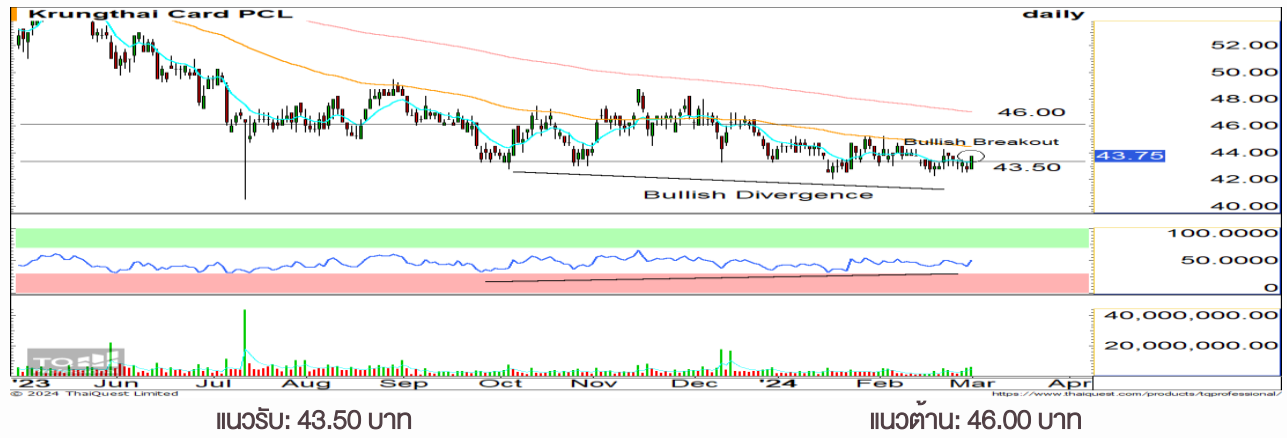 Krungthai Card PCL daily
52.00
50.00
48.00
46.00
46.00
Bullish Breakout
44.00
43.75
43.50
42.00
Bullish Divergence
40.00
100.0000
50.0000
0
40,000,000.00
20,000,000.00
TQ
'23 Jun Jul Aug Sep Oct Nov Dec '24 Feb Mar Apr
© 2024 ThaiQuest Limited https://www.thaiquest.com/products/tqprofessional/
แนวรับ: 43.50 บาท แนวต้าน: 46.00 บาท